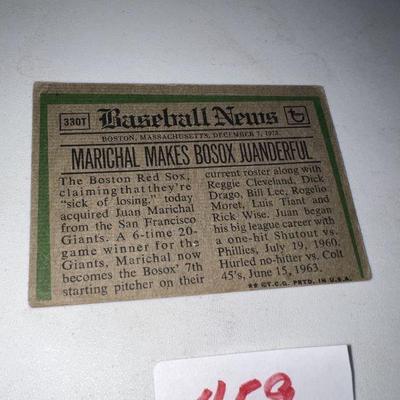 330T
Baseball News
BOSTON, MASSACHUSETTS, DECEMBER 7, 1973
MARICHAL MAKES BOSOX JUANDERFUL
The Boston Red Sox,
claiming that they're
"sick of losing," today
acquired Juan Marichal
from the San Francisco
Giants. A 6-time 20-
game winner for the
Giants, Marichal now
becomes the Bosox' 7th
starting pitcher on their
current roster along with
Reggie Cleveland, Dick
Drago, Bill Lee, Rogelio
Moret, Luis Tiant and
Rick Wise. Juan began
his big league career with
a one-hit Shutout vs.
Phillies, July 19, 1960.
Hurled no-hitter vs. Colt
45's, June 15, 1963.
© T.C.G. PRTD. IN U.S.A.